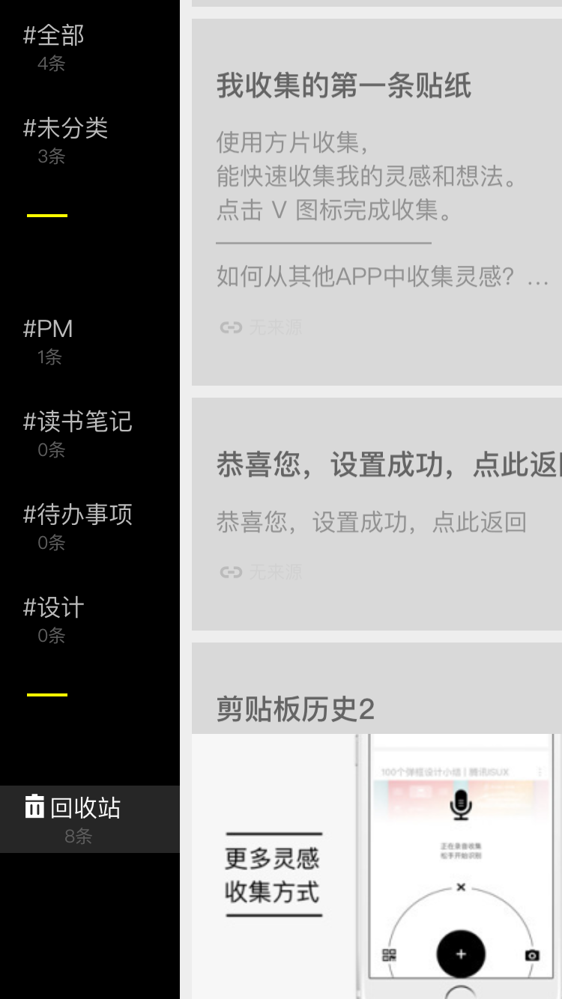 #全部
4条
#未分类
3条
#PM
1条
#读书笔记
0条
#待办事项
0条
#设计
0条
回收站
8条
我收集的第一条贴纸
使用方片收集，
能快速收集我的灵感和想法。
点击 V 图标完成收集。
如何从其他APP中收集灵感？…
无来源
恭喜您，设置成功，点此返
恭喜您，设置成功，点此返回
无来源
剪贴板历史2
更多灵感
收集方式
100个弹框设计小结 | 腾讯ISUX
正在录音收集
松手开始识别